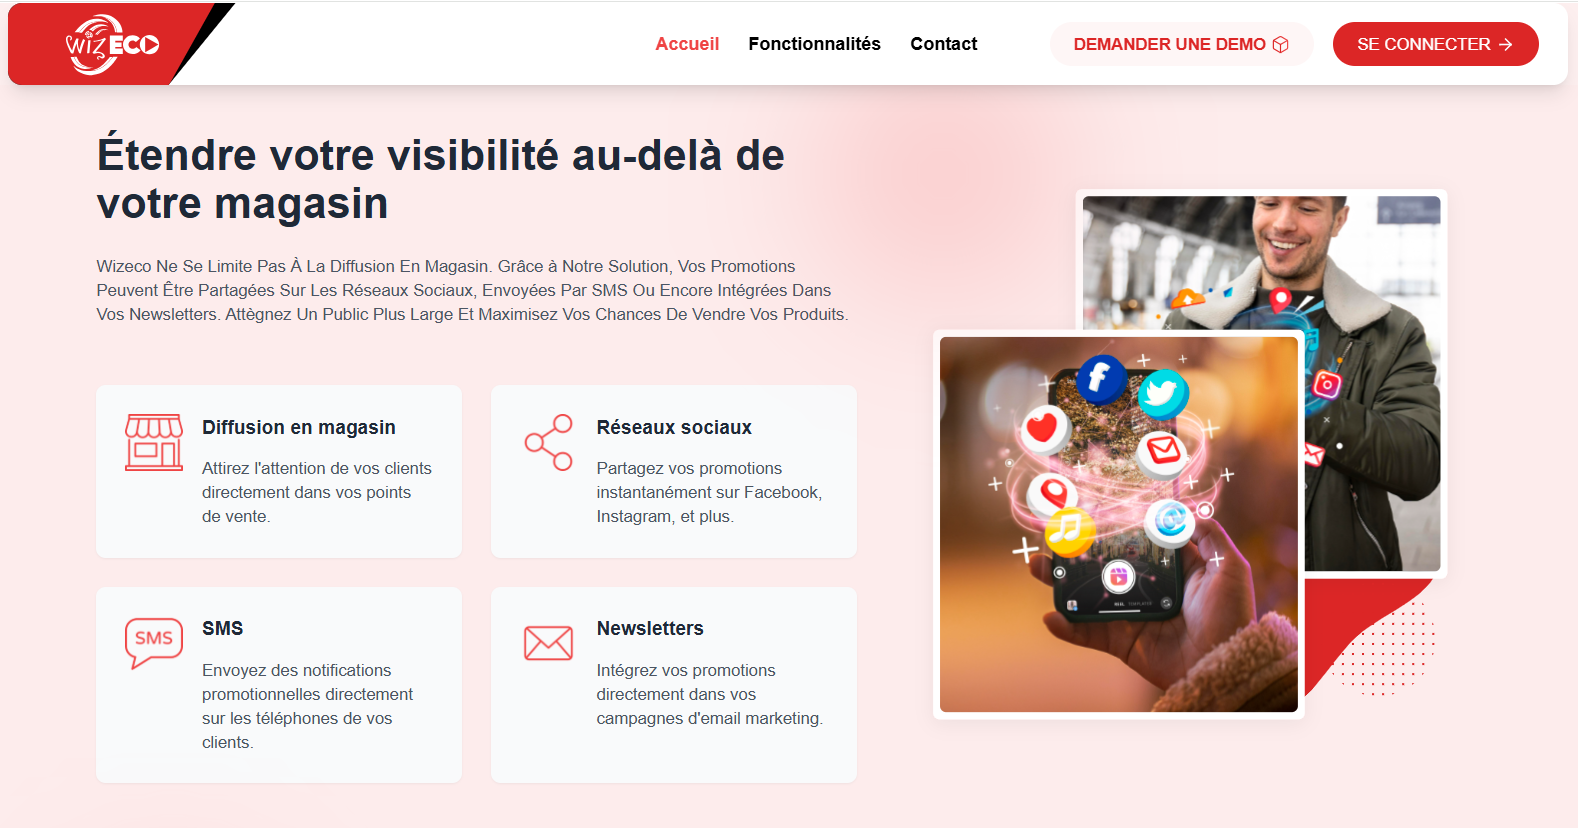 WIZECO
Accueil
Fonctionnalités
Contact
DEMANDER UNE DEMO
SE CONNECTER
Étendre votre visibilité au-delà de
votre magasin
Wizeco Ne Se Limite Pas À La Diffusion En Magasin. Grâce à Notre Solution, Vos Promotions
Peuvent Être Partagées Sur Les Réseaux Sociaux, Envoyées Par SMS Ou Encore Intégrées Dans
Vos Newsletters. Attègnez Un Public Plus Large Et Maximisez Vos Chances De Vendre Vos Produits.
Diffusion en magasin
Attirez l'attention de vos clients
directement dans vos points
de vente.
Réseaux sociaux
Partagez vos promotions
instantanément sur Facebook,
Instagram, et plus.
SMS
SMS
Envoyez des notifications
promotionnelles directement
sur les téléphones de vos
clients.
Newsletters
Intégrez vos promotions
directement dans vos
campagnes d'email marketing.